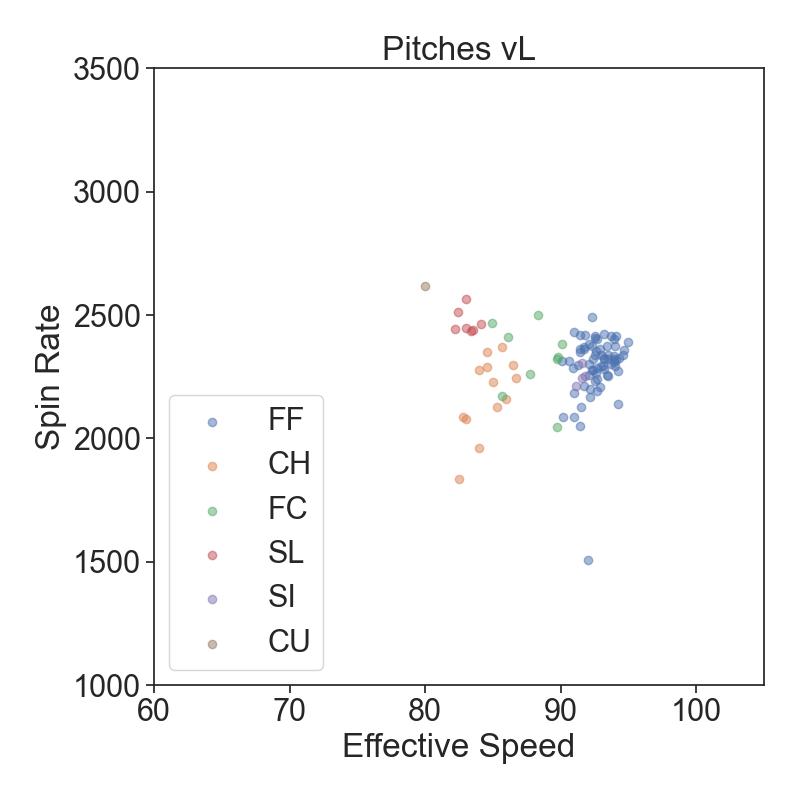 Pitches vL
3500
3000
2500
2000
1500
1000
Spin Rate
FF
CH
FC
SL
SI
CU
60 70 80 90 100
Effective Speed